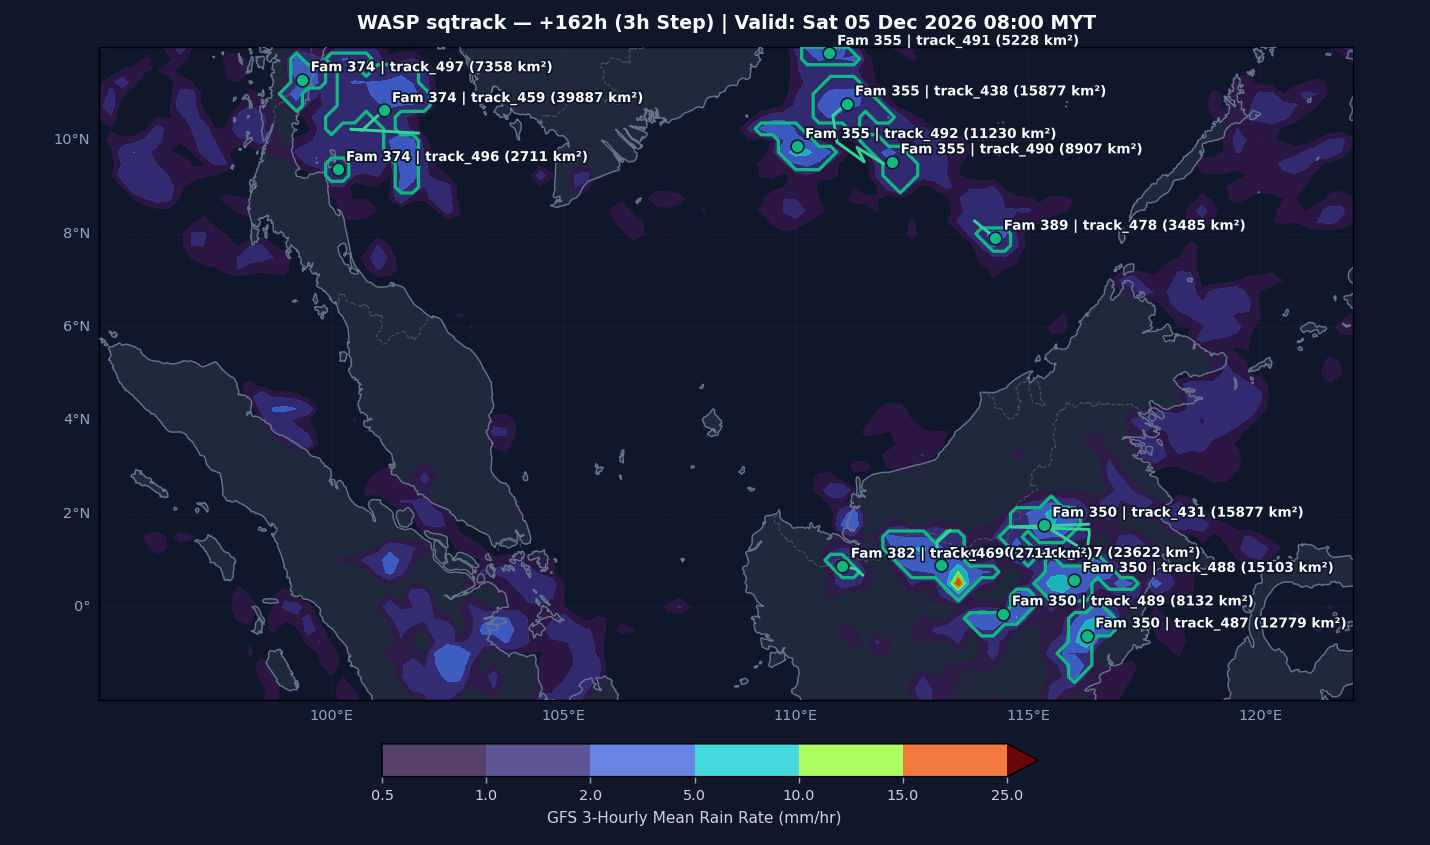 WASP sqtrack — +162h (3h Step) | Valid: Sat 05 Dec 2026 08:00 MYT
Fam 355 | track_491 (5228 km²)
Fam 374 | track_497 (7358 km²)
Fam 355 | track_438 (15877 km²)
Fam 374 | track_459 (39887 km²)
Fam 355 | track_492 (11230 km²)
10°N
Fam 355 | track_490 (8907 km²)
Fam 374 | track_496 (2711 km²)
8°N
Fam 389 | track_478 (3485 km²)
6°N
4°N
2°N
Fam 350 | track_431 (15877 km²)
Fam 382 | track_469 (2711 km²)
7 (23622 km²)
Fam 350 | track_488 (15103 km²)
0°
Fam 350 | track_489 (8132 km²)
Fam 350 | track_487 (12779 km²)
100°E 105°E 110°E 115°E 120°E
0.5 1.0 2.0 5.0 10.0 15.0 25.0
GFS 3-Hourly Mean Rain Rate (mm/hr)